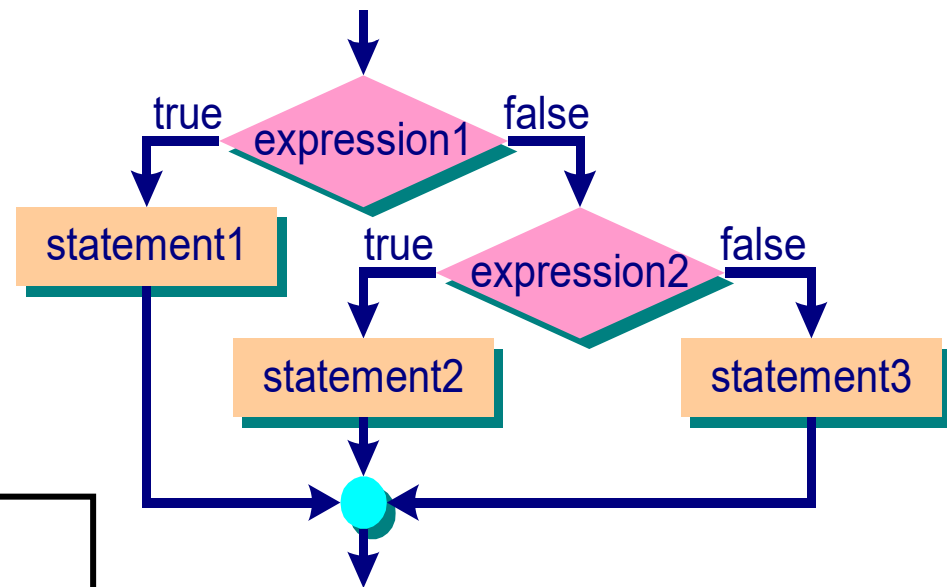 true
false
expression1
statement1
true
false
expression2
statement2
statement3